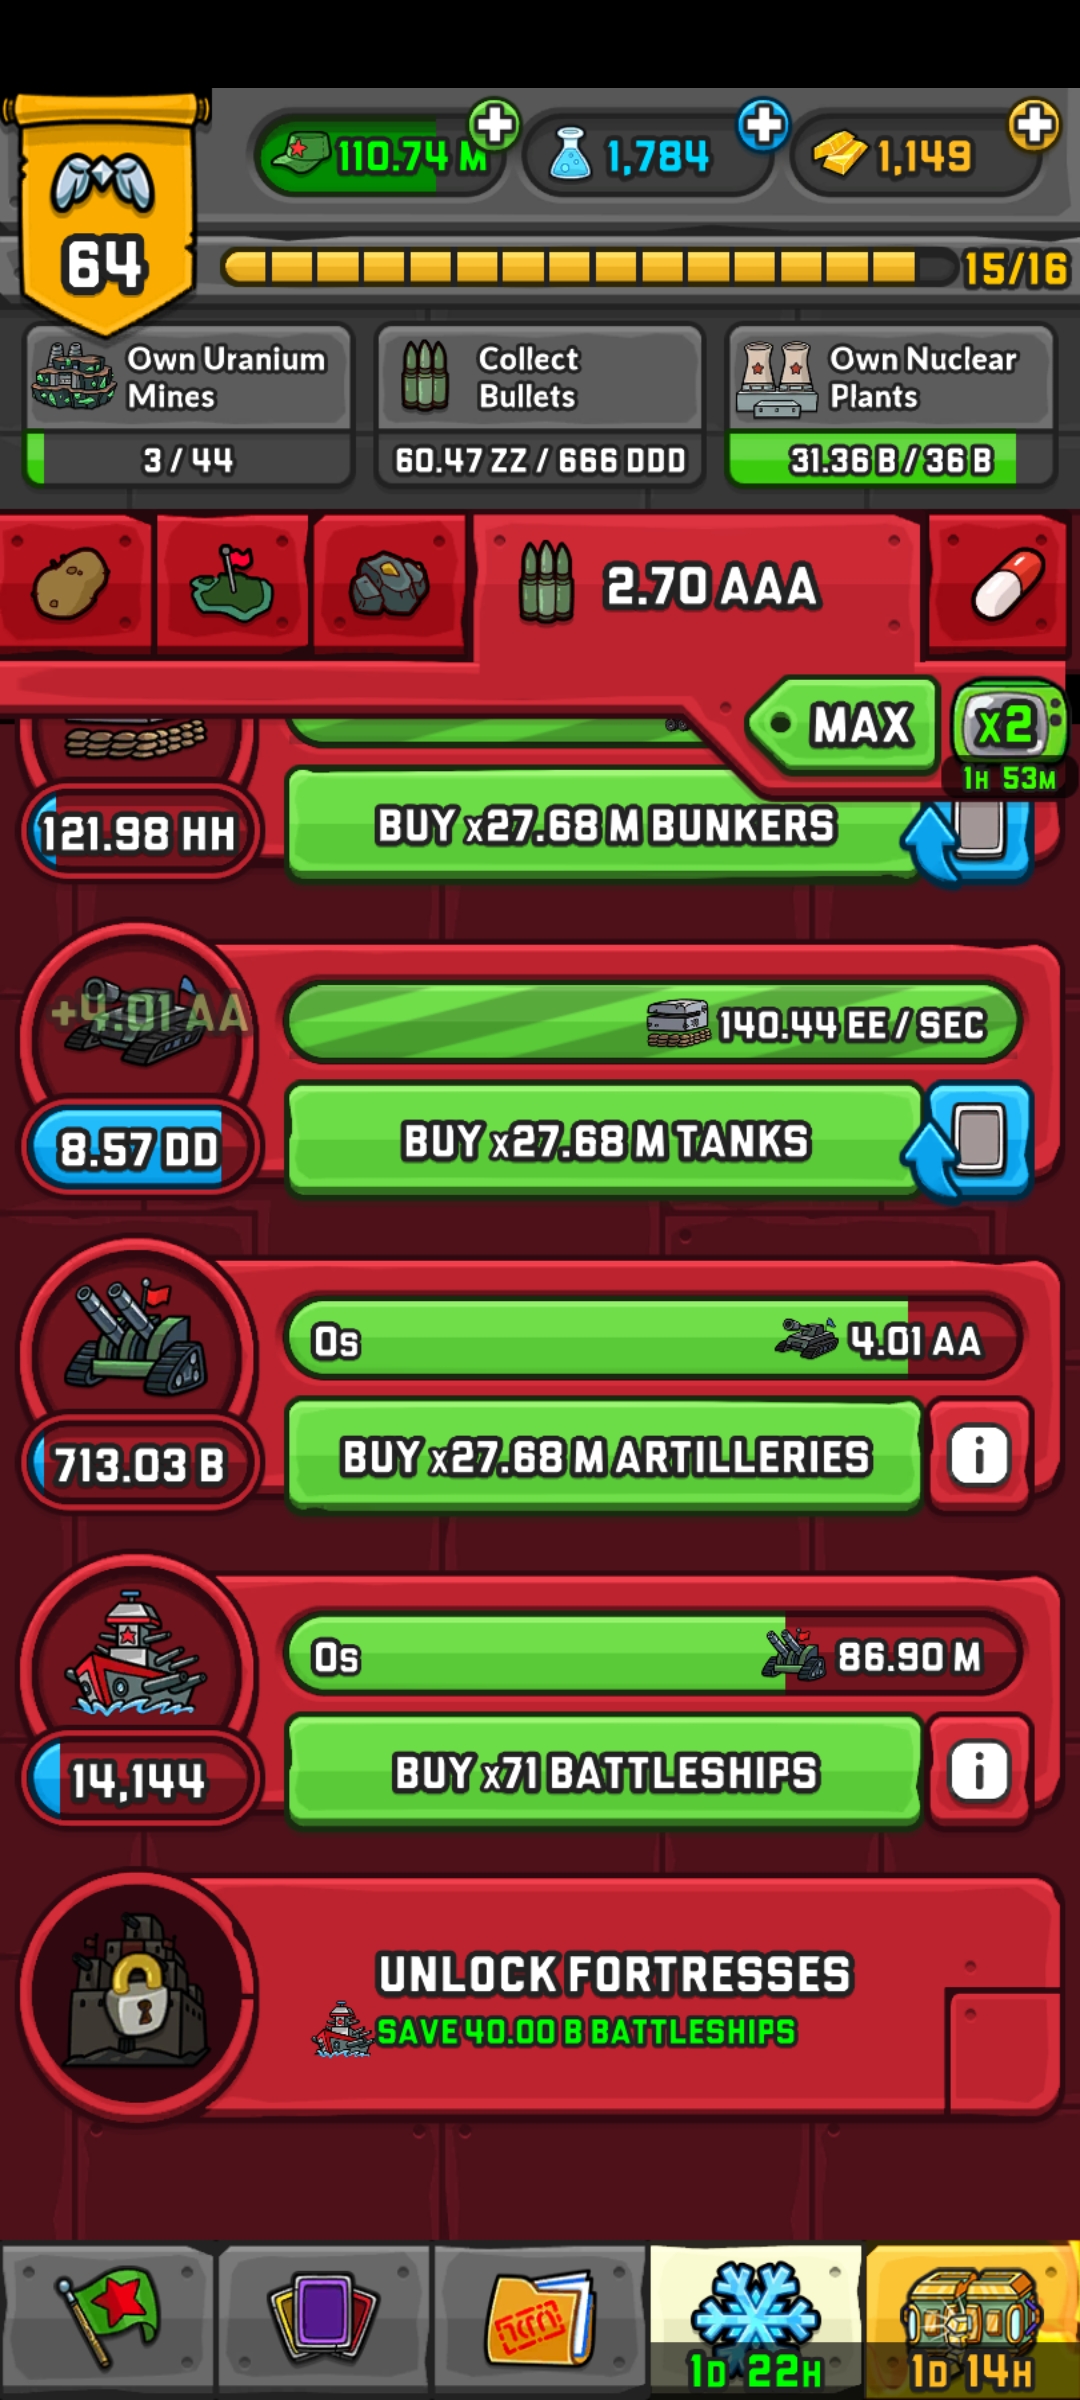 64
110.74 M
1,784
1,149
15/16
Own Uranium
Mines
3 / 44
Collect
Bullets
60.47 ZZ / 666 DDD
Own Nuclear
Plants
31.36 B / 36 B
2.70 AAA
MAX
X2
1H 53M
121.98 HH
BUY x27.68 M BUNKERS
+4.01 AA
140.44 EE / SEC
8.57 DD
BUY x27.68 M TANKS
0s
4.01 AA
713.03 B
BUY x27.68 M ARTILLERIES
i
0s
86.90 M
14,144
BUY x71 BATTLESHIPS
i
UNLOCK FORTRESSES
SAVE 40.00 B BATTLESHIPS
1D 22H
1D 14H